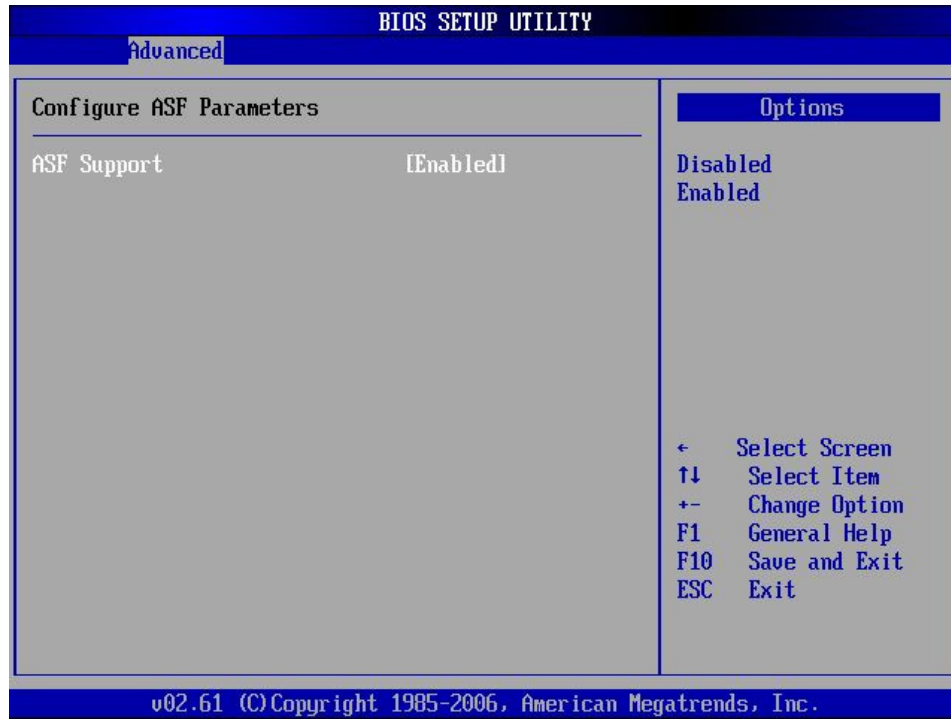 BIOS SETUP UTILITY
Advanced
Configure ASF Parameters
ASF Support [Enabled]
Options
Disabled
Enabled
← Select Screen
↑↓ Select Item
+- Change Option
F1 General Help
F10 Save and Exit
ESC Exit
v02.61 (C)Copyright 1985-2006, American Megatrends, Inc.